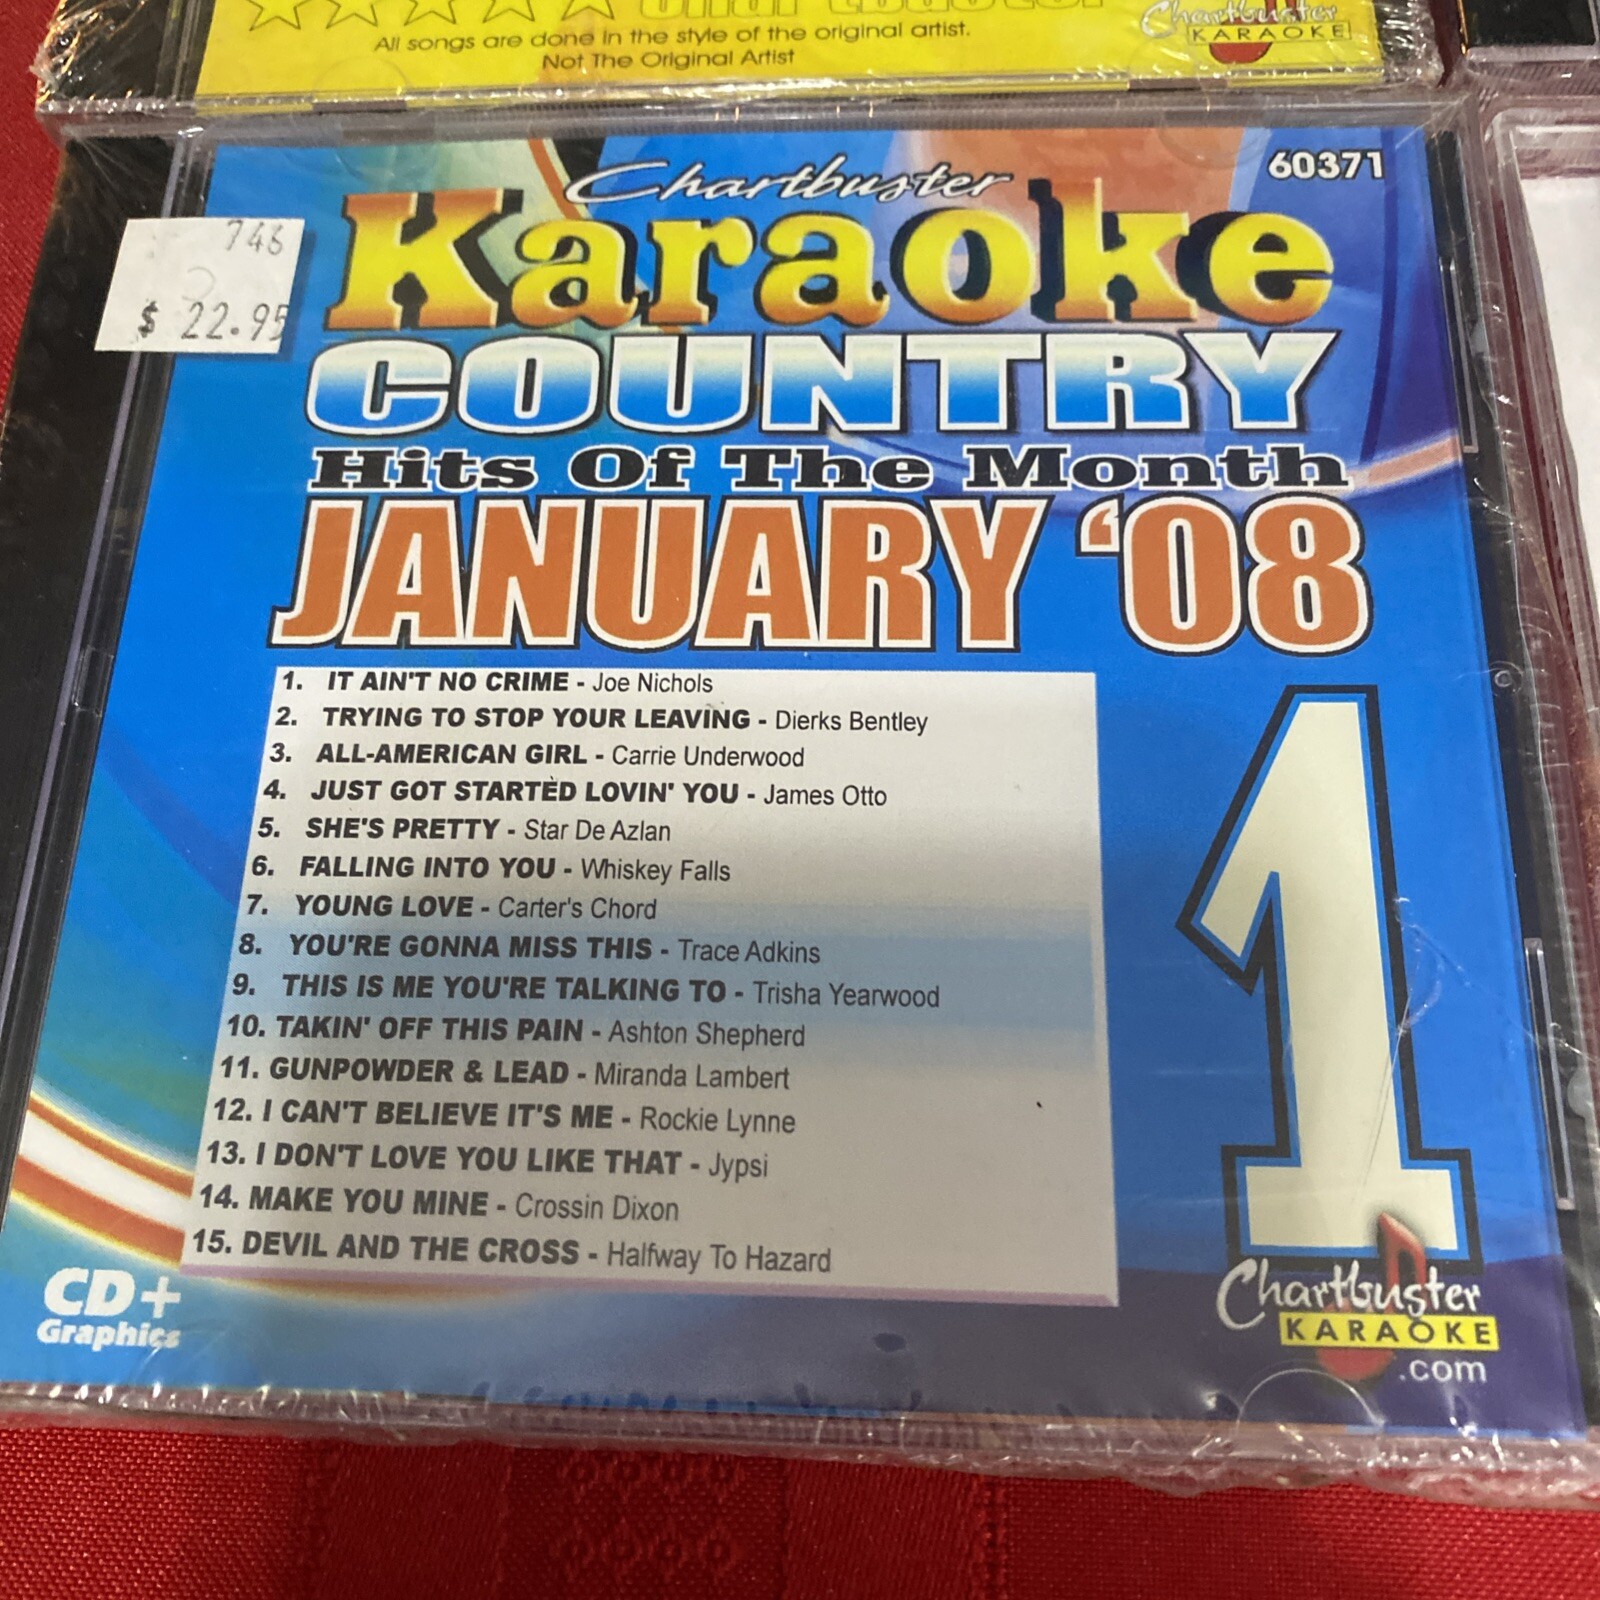 All songs are done in the style of the original artist.
Not The Original Artist
Chartbuster
KARAOKE
746
$ 22.95
60371
Chartbuster
Karaoke
COUNTRY
Hits Of The Month
JANUARY '08
1. IT AIN'T NO CRIME - Joe Nichols
2. TRYING TO STOP YOUR LEAVING - Dierks Bentley
3. ALL-AMERICAN GIRL - Carrie Underwood
4. JUST GOT STARTED LOVIN' YOU - James Otto
5. SHE'S PRETTY - Star De Azlan
6. FALLING INTO YOU - Whiskey Falls
7. YOUNG LOVE - Carter's Chord
8. YOU'RE GONNA MISS THIS - Trace Adkins
9. THIS IS ME YOU'RE TALKING TO - Trisha Yearwood
10. TAKIN' OFF THIS PAIN - Ashton Shepherd
11. GUNPOWDER & LEAD - Miranda Lambert
12. I CAN'T BELIEVE IT'S ME - Rockie Lynne
13. I DON'T LOVE YOU LIKE THAT - Jypsi
14. MAKE YOU MINE - Crossin Dixon
15. DEVIL AND THE CROSS - Halfway To Hazard
1
CD+
Graphics
Chartbuster
KARAOKE
.com